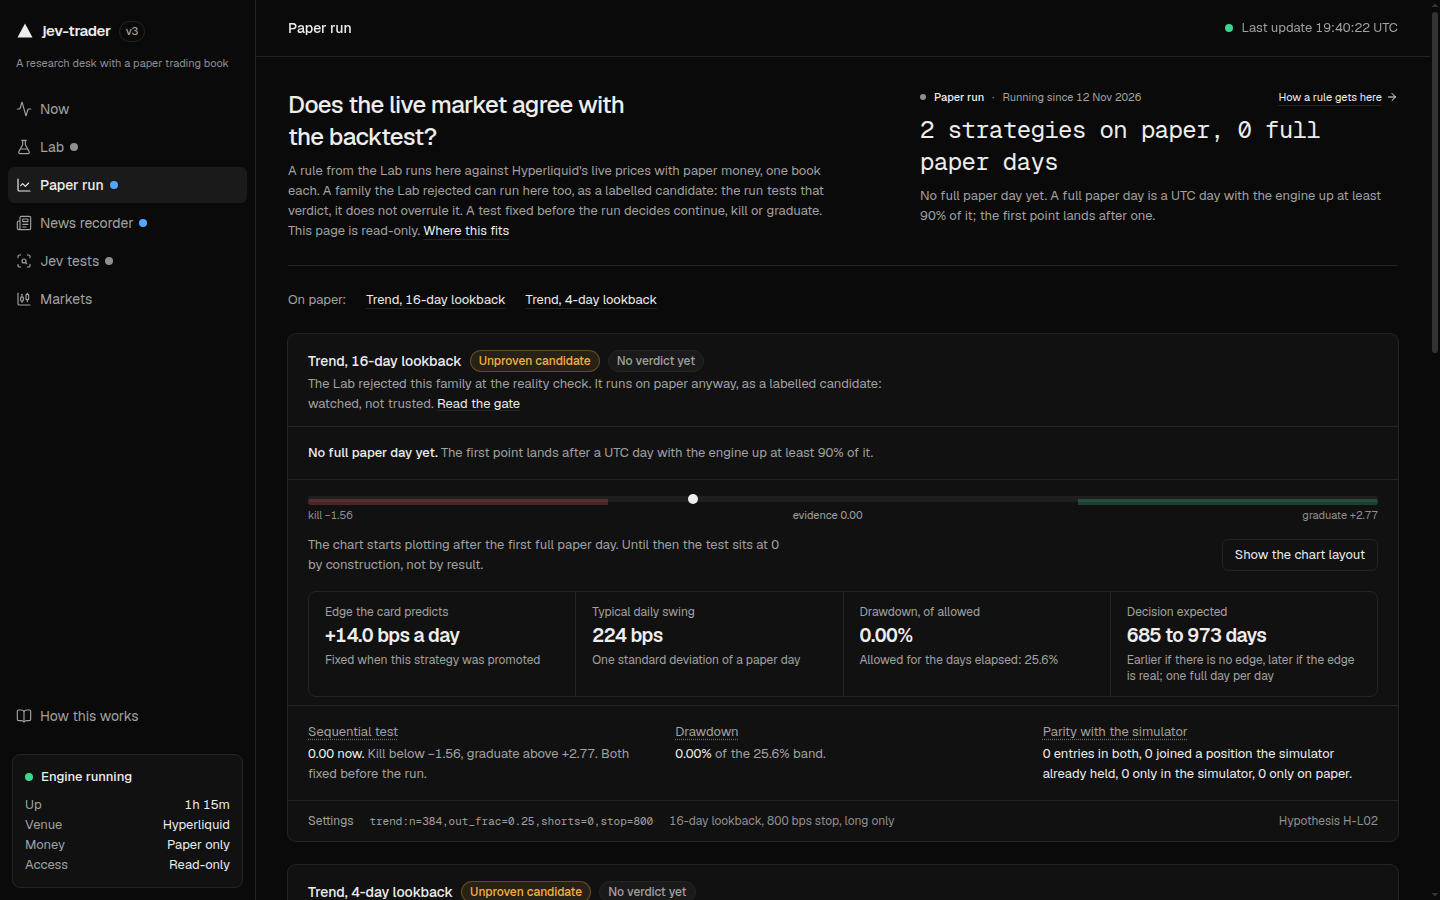 jev-trader v3
A research desk with a paper trading book
Now
Lab
Paper run
News recorder
Jev tests
Markets
How this works
Engine running
Up 1h 15m
Venue Hyperliquid
Money Paper only
Access Read-only
Paper run
Last update 19:40:22 UTC
Does the live market agree with
the backtest?
A rule from the Lab runs here against Hyperliquid's live prices with paper money, one book
each. A family the Lab rejected can run here too, as a labelled candidate: the run tests that
verdict, it does not overrule it. A test fixed before the run decides continue, kill or graduate.
This page is read-only. Where this fits
Paper run · Running since 12 Nov 2026
How a rule gets here →
2 strategies on paper, 0 full
paper days
No full paper day yet. A full paper day is a UTC day with the engine up at least
90% of it; the first point lands after one.
On paper: Trend, 16-day lookback Trend, 4-day lookback
Trend, 16-day lookback Unproven candidate No verdict yet
The Lab rejected this family at the reality check. It runs on paper anyway, as a labelled candidate:
watched, not trusted. Read the gate
No full paper day yet. The first point lands after a UTC day with the engine up at least 90% of it.
kill −1.56 evidence 0.00 graduate +2.77
The chart starts plotting after the first full paper day. Until then the test sits at 0
by construction, not by result.
Show the chart layout
Edge the card predicts
+14.0 bps a day
Fixed when this strategy was promoted
Typical daily swing
224 bps
One standard deviation of a paper day
Drawdown, of allowed
0.00%
Allowed for the days elapsed: 25.6%
Decision expected
685 to 973 days
Earlier if there is no edge, later if the edge
is real; one full day per day
Sequential test
0.00 now. Kill below −1.56, graduate above +2.77. Both
fixed before the run.
Drawdown
0.00% of the 25.6% band.
Parity with the simulator
0 entries in both, 0 joined a position the simulator
already held, 0 only in the simulator, 0 only on paper.
Settings trend:n=384,out_frac=0.25,shorts=0,stop=800 16-day lookback, 800 bps stop, long only
Hypothesis H-L02
Trend, 4-day lookback Unproven candidate No verdict yet